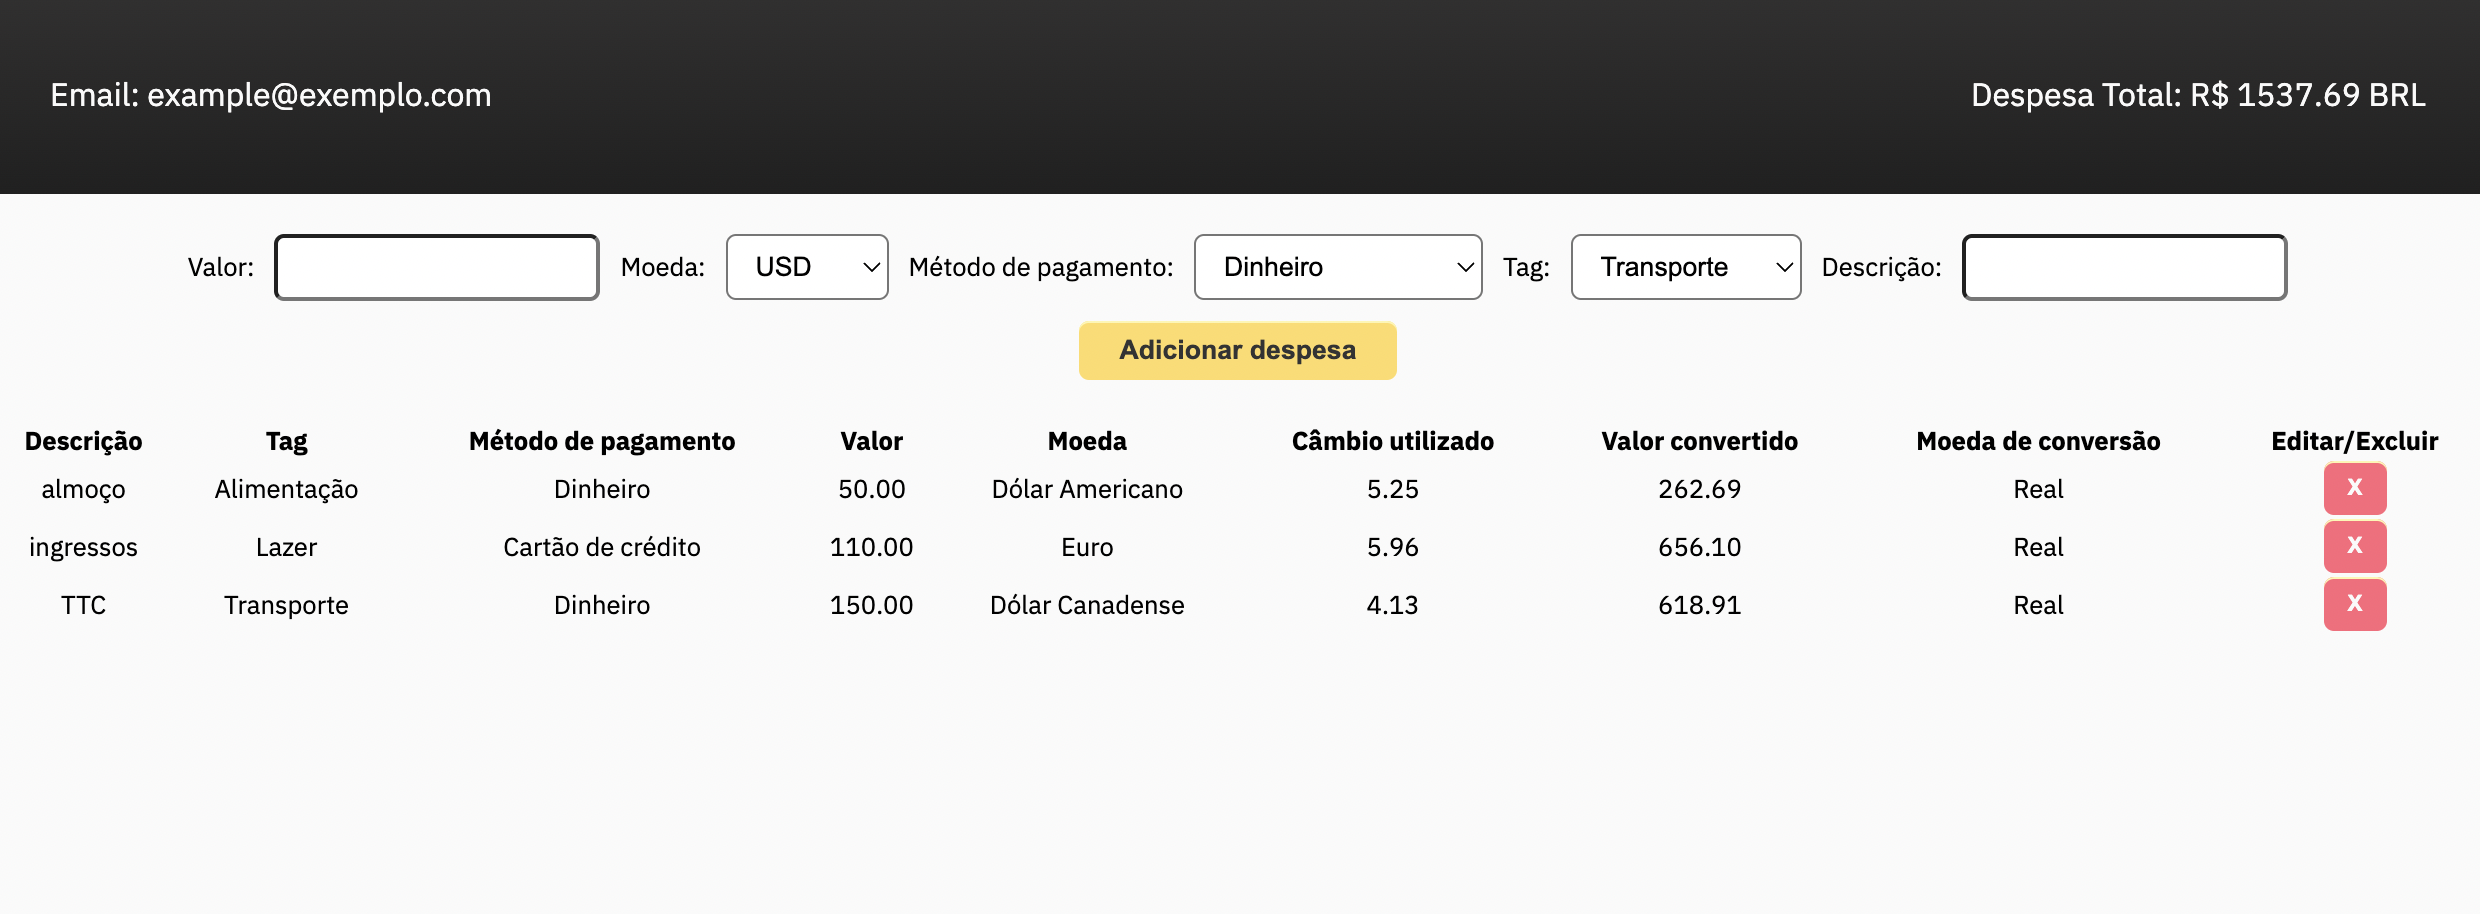 Email: example@exemplo.com Despesa Total: R$ 1537.69 BRL
Valor: Moeda: USD Método de pagamento: Dinheiro Tag: Transporte Descrição:
Adicionar despesa
Descrição Tag Método de pagamento Valor Moeda Câmbio utilizado Valor convertido Moeda de conversão Editar/Excluir
almoço Alimentação Dinheiro 50.00 Dólar Americano 5.25 262.69 Real X
ingressos Lazer Cartão de crédito 110.00 Euro 5.96 656.10 Real X
TTC Transporte Dinheiro 150.00 Dólar Canadense 4.13 618.91 Real X